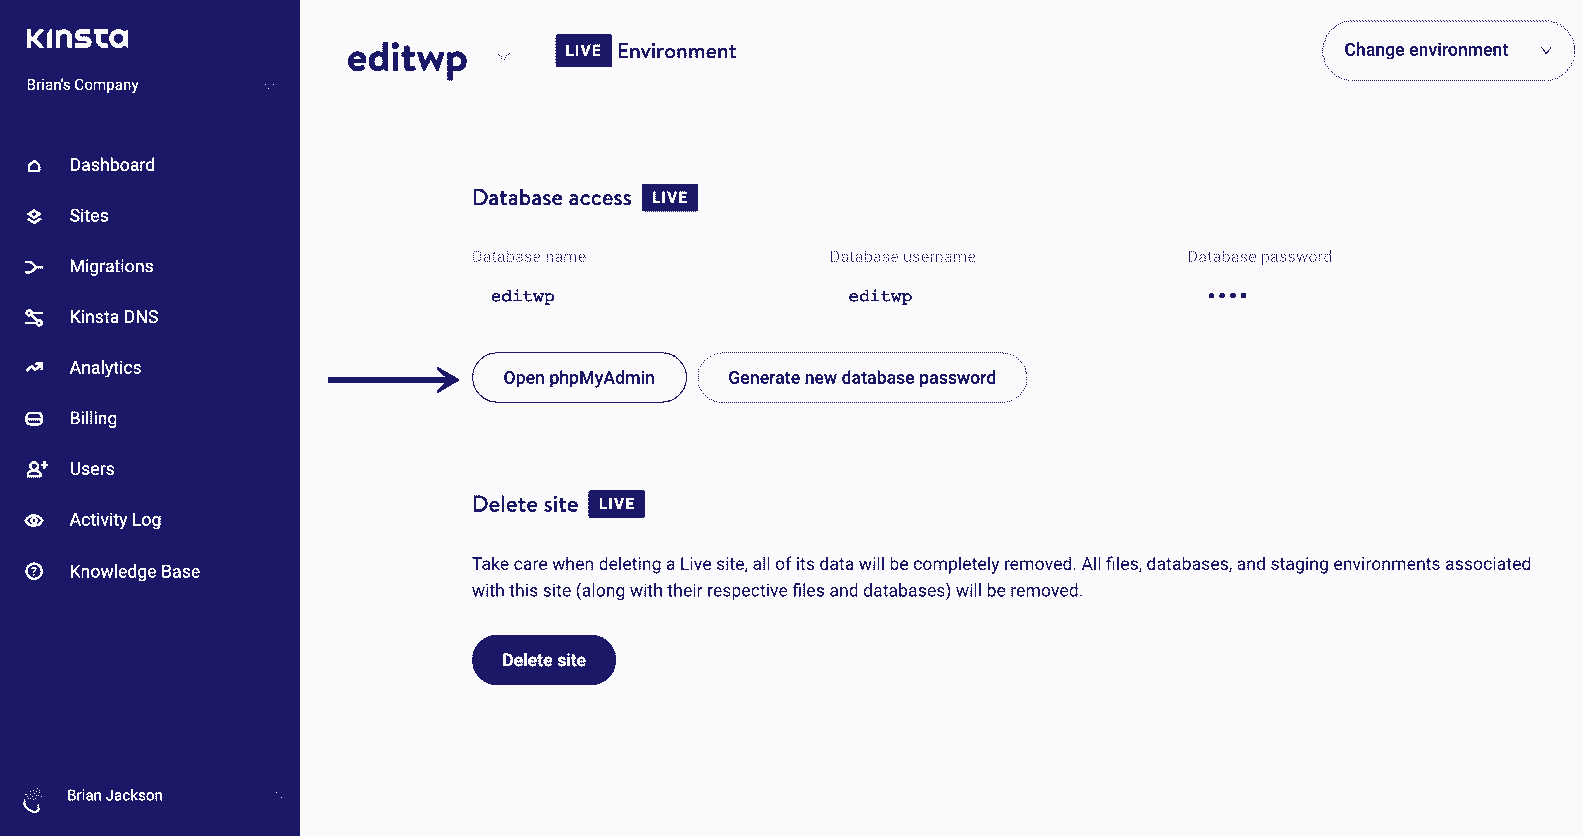 Kinsta
Brian's Company
Dashboard
Sites
Migrations
Kinsta DNS
Analytics
Billing
Users
Activity Log
Knowledge Base
Brian Jackson
editwp
LIVE Environment
Change environment
Database access LIVE
Database name Database username Database password
editwp editwp ••••
Open phpMyAdmin Generate new database password
Delete site LIVE
Take care when deleting a Live site, all of its data will be completely removed. All files, databases, and staging environments associated
with this site (along with their respective files and databases) will be removed.
Delete site